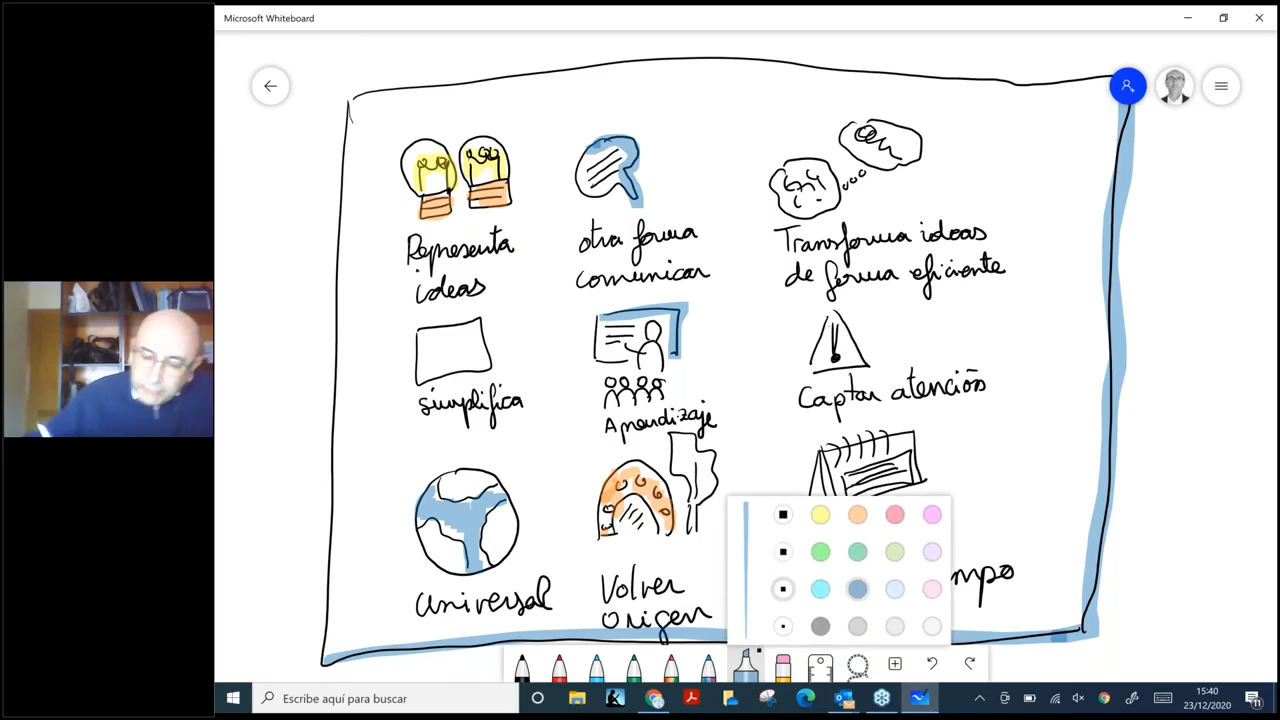 Microsoft Whiteboard
Representa
ideas
otra forma
comunicar
Transforma ideas
de forma eficiente
simplifica
Aprendizaje
Captar atención
universal
Volver
origen
mpo
Escribe aquí para buscar
15:40
23/12/2020
11